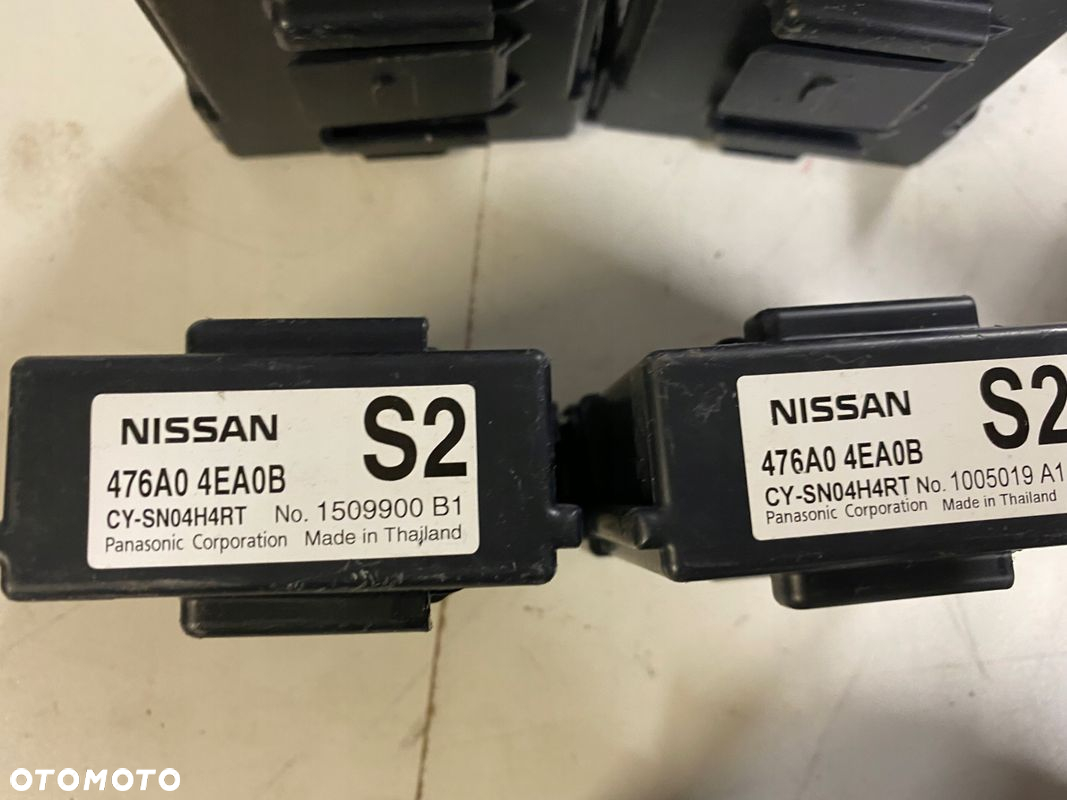 NISSAN S2
476A0 4EA0B
CY-SN04H4RT No. 1509900 B1
Panasonic Corporation Made in Thailand
NISSAN S2
476A0 4EA0B
CY-SN04H4RT No. 1005019 A1
Panasonic Corporation Made in Thailand
OTOMOTO